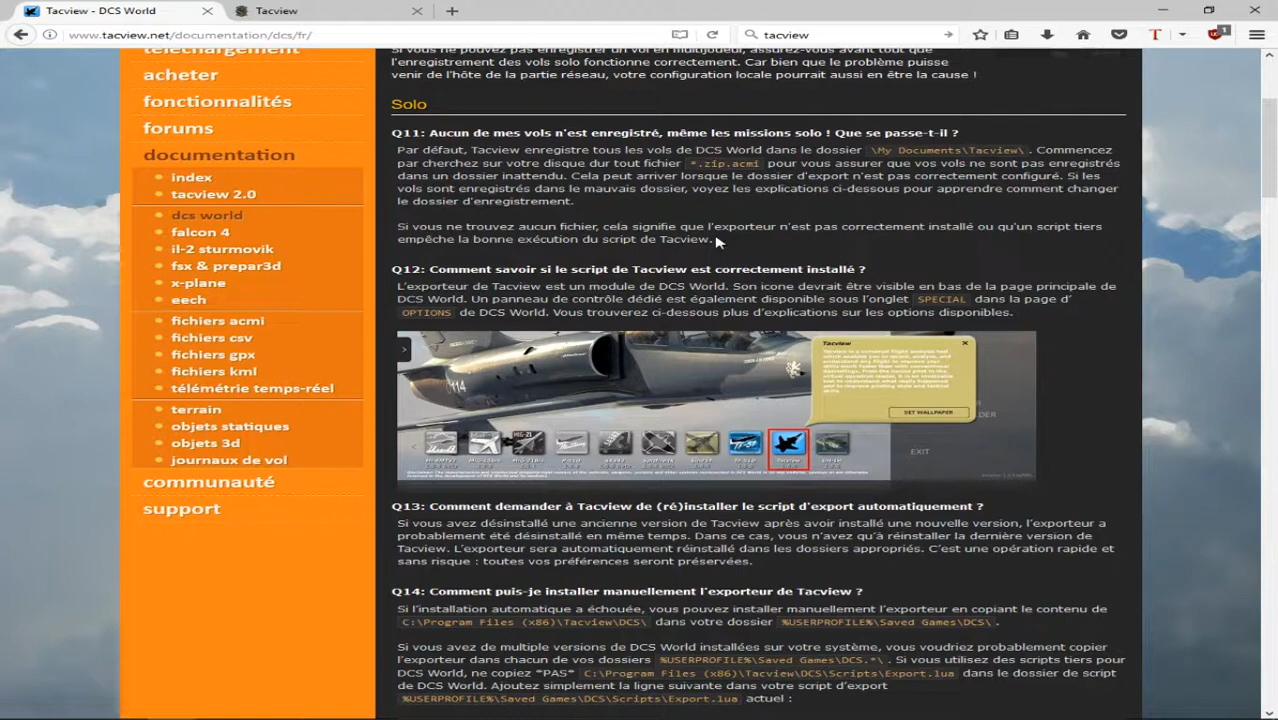 Tacview - DCS World
Tacview
www.tacview.net/documentation/dcs/fr/
tacview
1
téléchargement
acheter
fonctionnalités
forums
documentation
index
tacview 2.0
dcs world
falcon 4
il-2 sturmovik
fsx & prepar3d
x-plane
eech
fichiers acmi
fichiers csv
fichiers gpx
fichiers kml
télémétrie temps-réel
terrain
objets statiques
objets 3d
journaux de vol
communauté
support
Si vous ne pouvez pas enregistrer un vol en multijoueur, assurez-vous avant tout que
l'enregistrement des vols solo fonctionne correctement. Car bien que le problème puisse
venir de l'hôte de la partie réseau, votre configuration locale pourrait aussi en être la cause !
Solo
Q11: Aucun de mes vols n'est enregistré, même les missions solo ! Que se passe-t-il ?
Par défaut, Tacview enregistre tous les vols de DCS World dans le dossier \My Documents\Tacview\. Commencez
par cherchez sur votre disque dur tout fichier *.zip.acmi pour vous assurer que vos vols ne sont pas enregistrés
dans un dossier inattendu. Cela peut arriver lorsque le dossier d'export n'est pas correctement configuré. Si les
vols sont enregistrés dans le mauvais dossier, voyez les explications ci-dessous pour apprendre comment changer
le dossier d'enregistrement.
Si vous ne trouvez aucun fichier, cela signifie que l'exporteur n'est pas correctement installé ou qu'un script tiers
empêche la bonne exécution du script de Tacview.
Q12: Comment savoir si le script de Tacview est correctement installé ?
L'exporteur de Tacview est un module de DCS World. Son icone devrait être visible en bas de la page principale de
DCS World. Un panneau de contrôle dédié est également disponible sous l'onglet SPECIAL dans la page d'
OPTIONS de DCS World. Vous trouverez ci-dessous plus d'explications sur les options disponibles.
114
Tacview
SET WALLPAPER
EXIT
Q13: Comment demander à Tacview de (ré)installer le script d'export automatiquement ?
Si vous avez désinstallé une ancienne version de Tacview après avoir installé une nouvelle version, l'exporteur a
probablement été désinstallé en même temps. Dans ce cas, vous n'avez qu'à réinstaller la dernière version de
Tacview. L'exporteur sera automatiquement réinstallé dans les dossiers appropriés. C'est une opération rapide et
sans risque : toutes vos préférences seront préservées.
Q14: Comment puis-je installer manuellement l'exporteur de Tacview ?
Si l'installation automatique a échouée, vous pouvez installer manuellement l'exporteur en copiant le contenu de
C:\Program Files (x86)\Tacview\DCS\ dans votre dossier %USERPROFILE%\Saved Games\DCS\.
Si vous avez de multiple versions de DCS World installées sur votre système, vous voudriez probablement copier
l'exporteur dans chacun de vos dossiers %USERPROFILE%\Saved Games\DCS.*\. Si vous utilisez des scripts tiers pour
DCS World, ne copiez *PAS* C:\Program Files (x86)\Tacview\DCS\Scripts\Export.lua dans le dossier de script
de DCS World. Ajoutez simplement la ligne suivante dans votre script d'export
%USERPROFILE%\Saved Games\DCS\Scripts\Export.lua actuel :